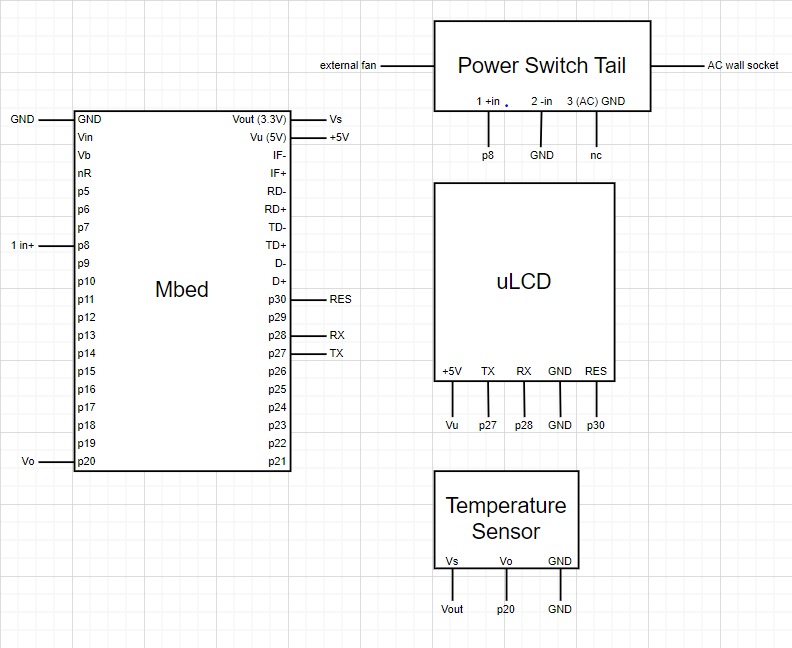 external fan Power Switch Tail AC wall socket
1 +in . 2 -in 3 (AC) GND
p8 GND nc
GND GND Vout (3.3V) Vs
Vin Vu (5V) +5V
Vb IF-
nR IF+
p5 RD-
p6 RD+
p7 TD-
1 in+ p8 TD+
p9 D-
p10 D+
Mbed
p11 p30 RES
p12 p29
p13 p28 RX
p14 p27 TX
p15 p26
p16 p25
p17 p24
p18 p23
p19 p22
Vo p20 p21
uLCD
+5V TX RX GND RES
Vu p27 p28 GND p30
Temperature
Sensor
Vs Vo GND
Vout p20 GND